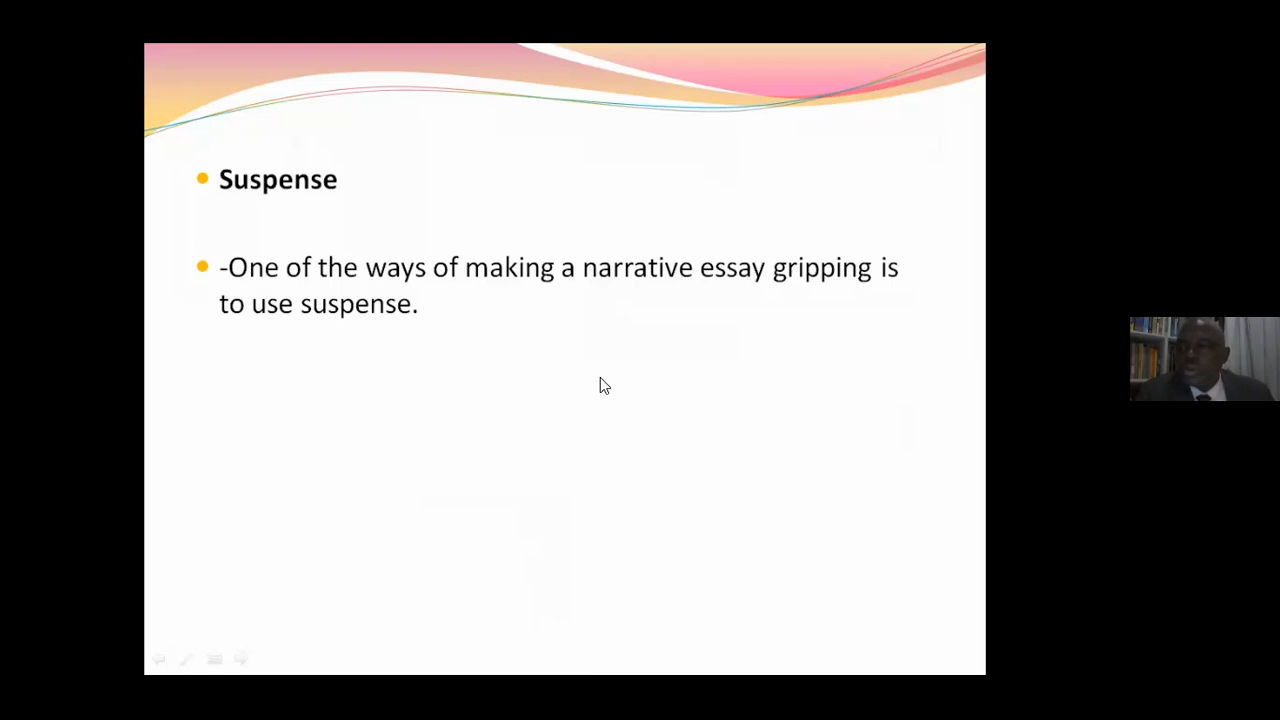 Suspense
-One of the ways of making a narrative essay gripping is
to use suspense.